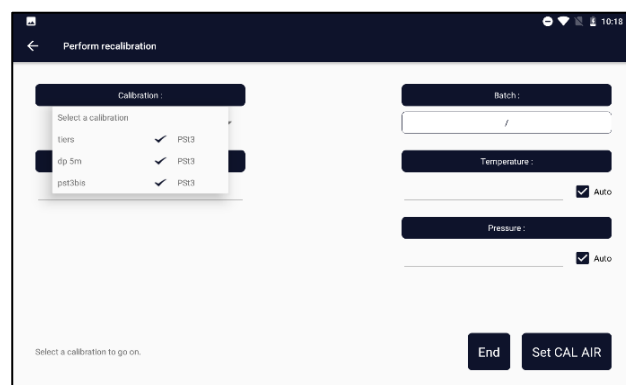 10:18
Perform recalibration
Calibration :
Select a calibration
tiers PSt3
dp 5m PSt3
pst3bis PSt3
Batch :
/
Temperature :
Auto
Pressure :
Auto
Select a calibration to go on.
End
Set CAL AIR